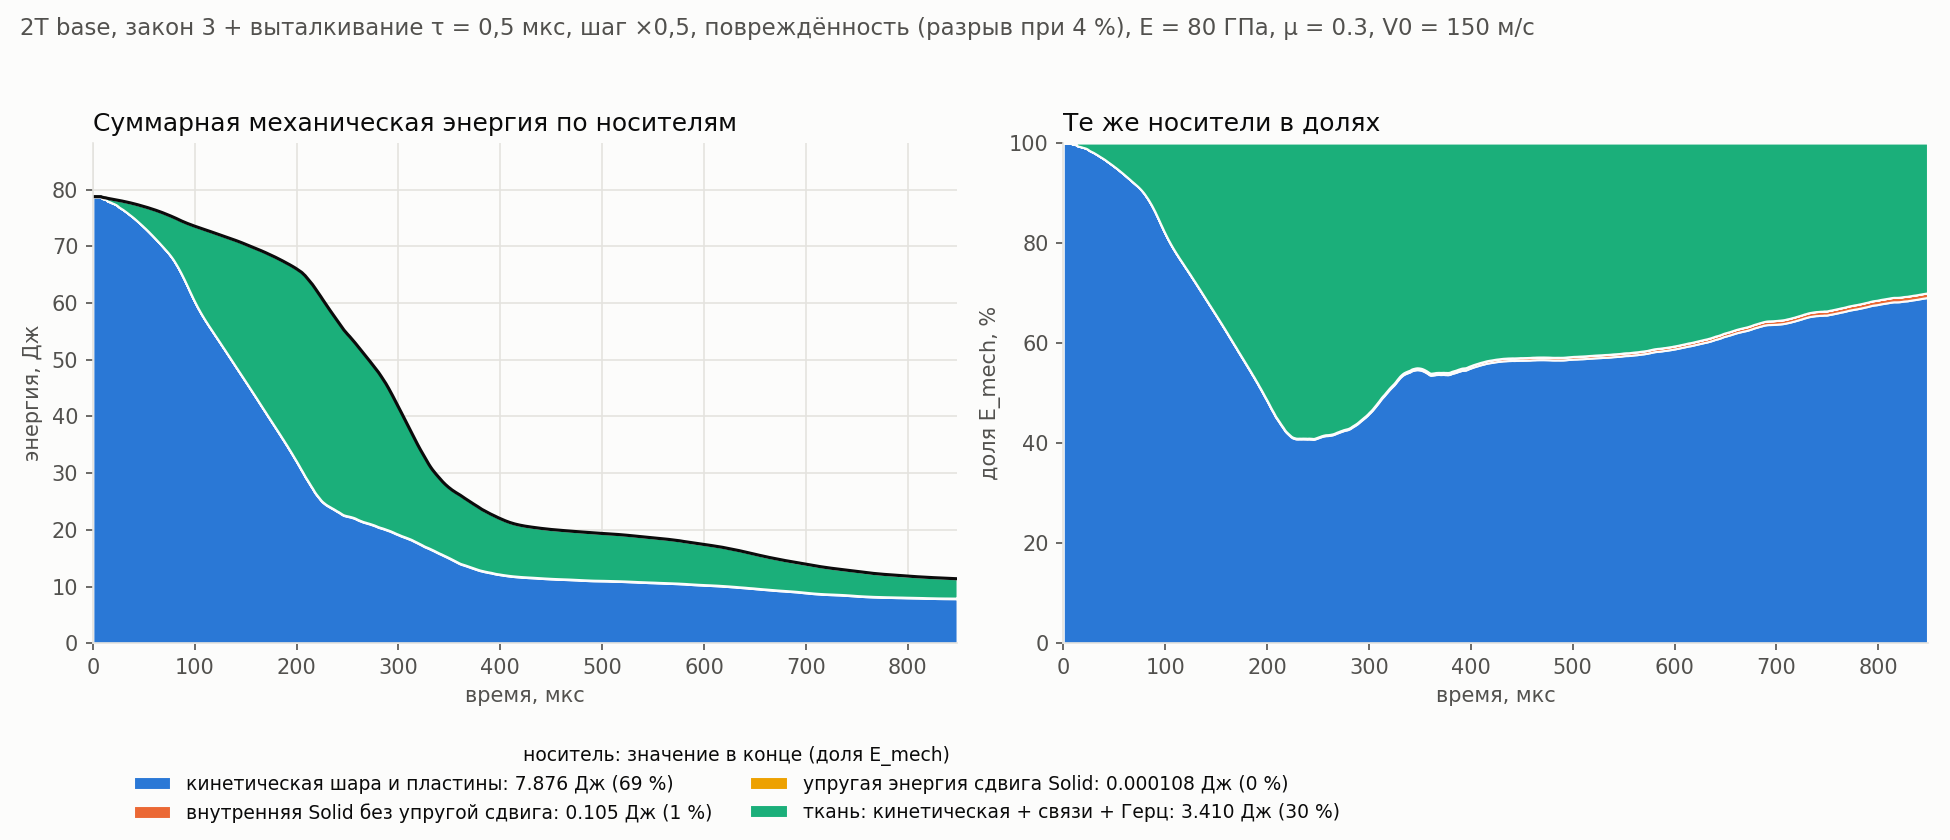 2T base, закон 3 + выталкивание τ = 0,5 мкс, шаг ×0,5, повреждённость (разрыв при 4 %), E = 80 ГПа, μ = 0.3, V0 = 150 м/с
Суммарная механическая энергия по носителям
80
70
60
50
40
30
20
10
0
энергия, Дж
0 100 200 300 400 500 600 700 800
время, мкс
Те же носители в долях
100
80
60
40
20
0
доля E_mech, %
0 100 200 300 400 500 600 700 800
время, мкс
носитель: значение в конце (доля E_mech)
кинетическая шара и пластины: 7.876 Дж (69 %)
внутренняя Solid без упругой сдвига: 0.105 Дж (1 %)
упругая энергия сдвига Solid: 0.000108 Дж (0 %)
ткань: кинетическая + связи + Герц: 3.410 Дж (30 %)